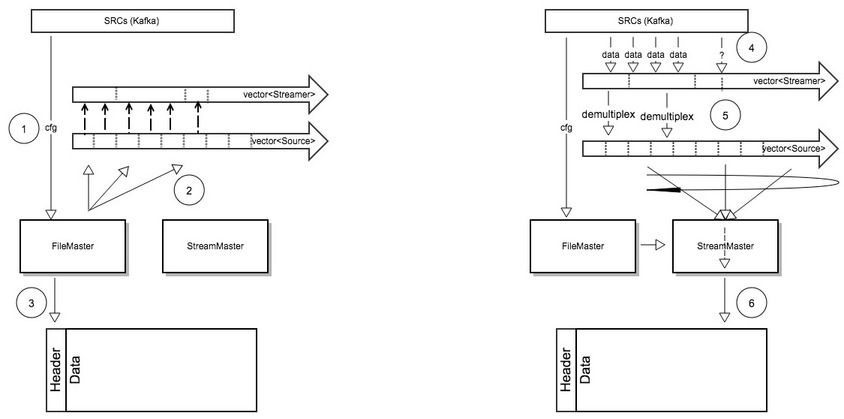 SRCs (Kafka)
vector<Streamer>
1
cfg
vector<Source>
2
FileMaster
StreamMaster
3
Header
Data
SRCs (Kafka)
4
data
data
data
data
?
vector<Streamer>
demultiplex
demultiplex
5
cfg
vector<Source>
FileMaster
StreamMaster
6
Header
Data